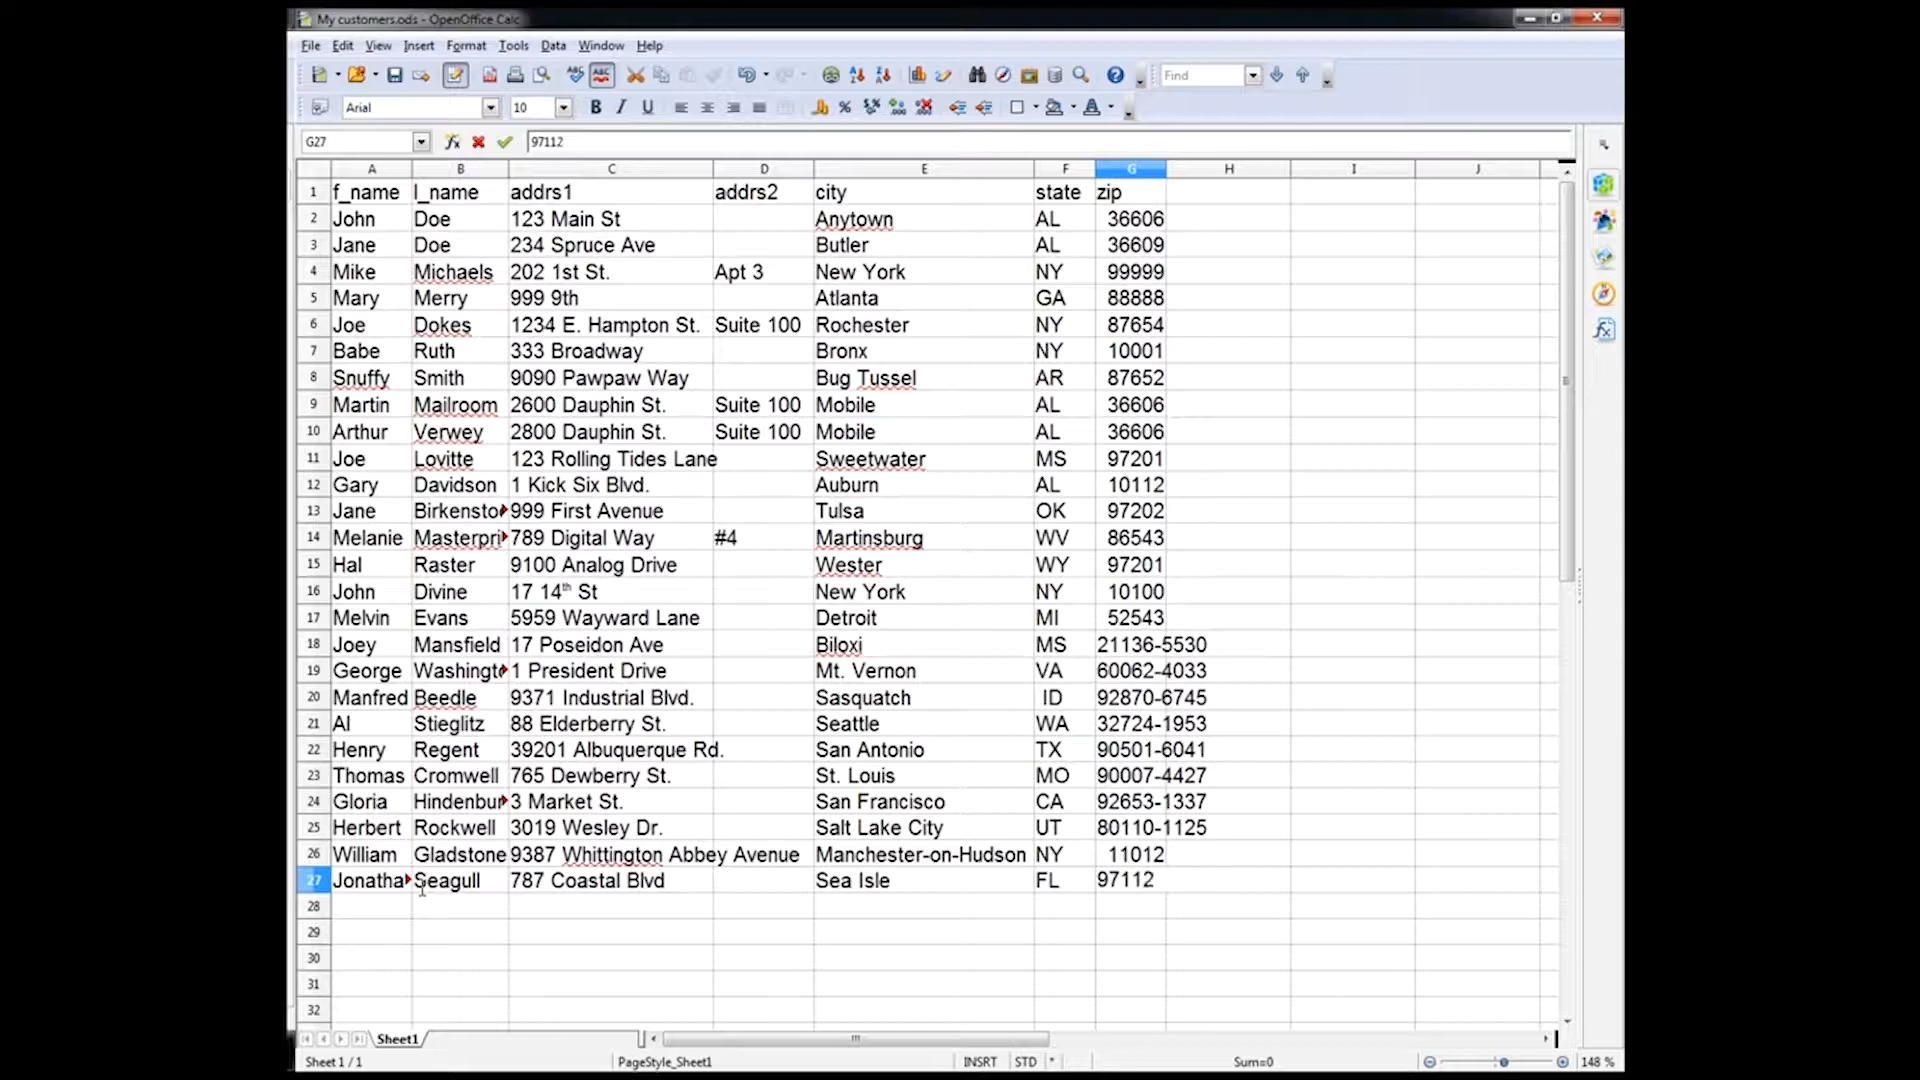 My customers.ods - OpenOffice Calc
File Edit View Insert Format Tools Data Window Help
Find
Arial 10
G27 97112
A B C D E F G H I J
1 f_name l_name addrs1 addrs2 city state zip
2 John Doe 123 Main St Anytown AL 36606
3 Jane Doe 234 Spruce Ave Butler AL 36609
4 Mike Michaels 202 1st St. Apt 3 New York NY 99999
5 Mary Merry 999 9th Atlanta GA 88888
6 Joe Dokes 1234 E. Hampton St. Suite 100 Rochester NY 87654
7 Babe Ruth 333 Broadway Bronx NY 10001
8 Snuffy Smith 9090 Pawpaw Way Bug Tussel AR 87652
9 Martin Mailroom 2600 Dauphin St. Suite 100 Mobile AL 36606
10 Arthur Verwey 2800 Dauphin St. Suite 100 Mobile AL 36606
11 Joe Lovitte 123 Rolling Tides Lane Sweetwater MS 97201
12 Gary Davidson 1 Kick Six Blvd. Auburn AL 10112
13 Jane Birkensto 999 First Avenue Tulsa OK 97202
14 Melanie Masterpri 789 Digital Way #4 Martinsburg WV 86543
15 Hal Raster 9100 Analog Drive Wester WY 97201
16 John Divine 17 14th St New York NY 10100
17 Melvin Evans 5959 Wayward Lane Detroit MI 52543
18 Joey Mansfield 17 Poseidon Ave Biloxi MS 21136-5530
19 George Washingt 1 President Drive Mt. Vernon VA 60062-4033
20 Manfred Beedle 9371 Industrial Blvd. Sasquatch ID 92870-6745
21 Al Stieglitz 88 Elderberry St. Seattle WA 32724-1953
22 Henry Regent 39201 Albuquerque Rd. San Antonio TX 90501-6041
23 Thomas Cromwell 765 Dewberry St. St. Louis MO 90007-4427
24 Gloria Hindenbur 3 Market St. San Francisco CA 92653-1337
25 Herbert Rockwell 3019 Wesley Dr. Salt Lake City UT 80110-1125
26 William Gladstone 9387 Whittington Abbey Avenue Manchester-on-Hudson NY 11012
27 Jonatha Seagull 787 Coastal Blvd Sea Isle FL 97112
28
29
30
31
32
Sheet1
Sheet 1 / 1 PageStyle_Sheet1 INSRT STD * Sum=0 148 %